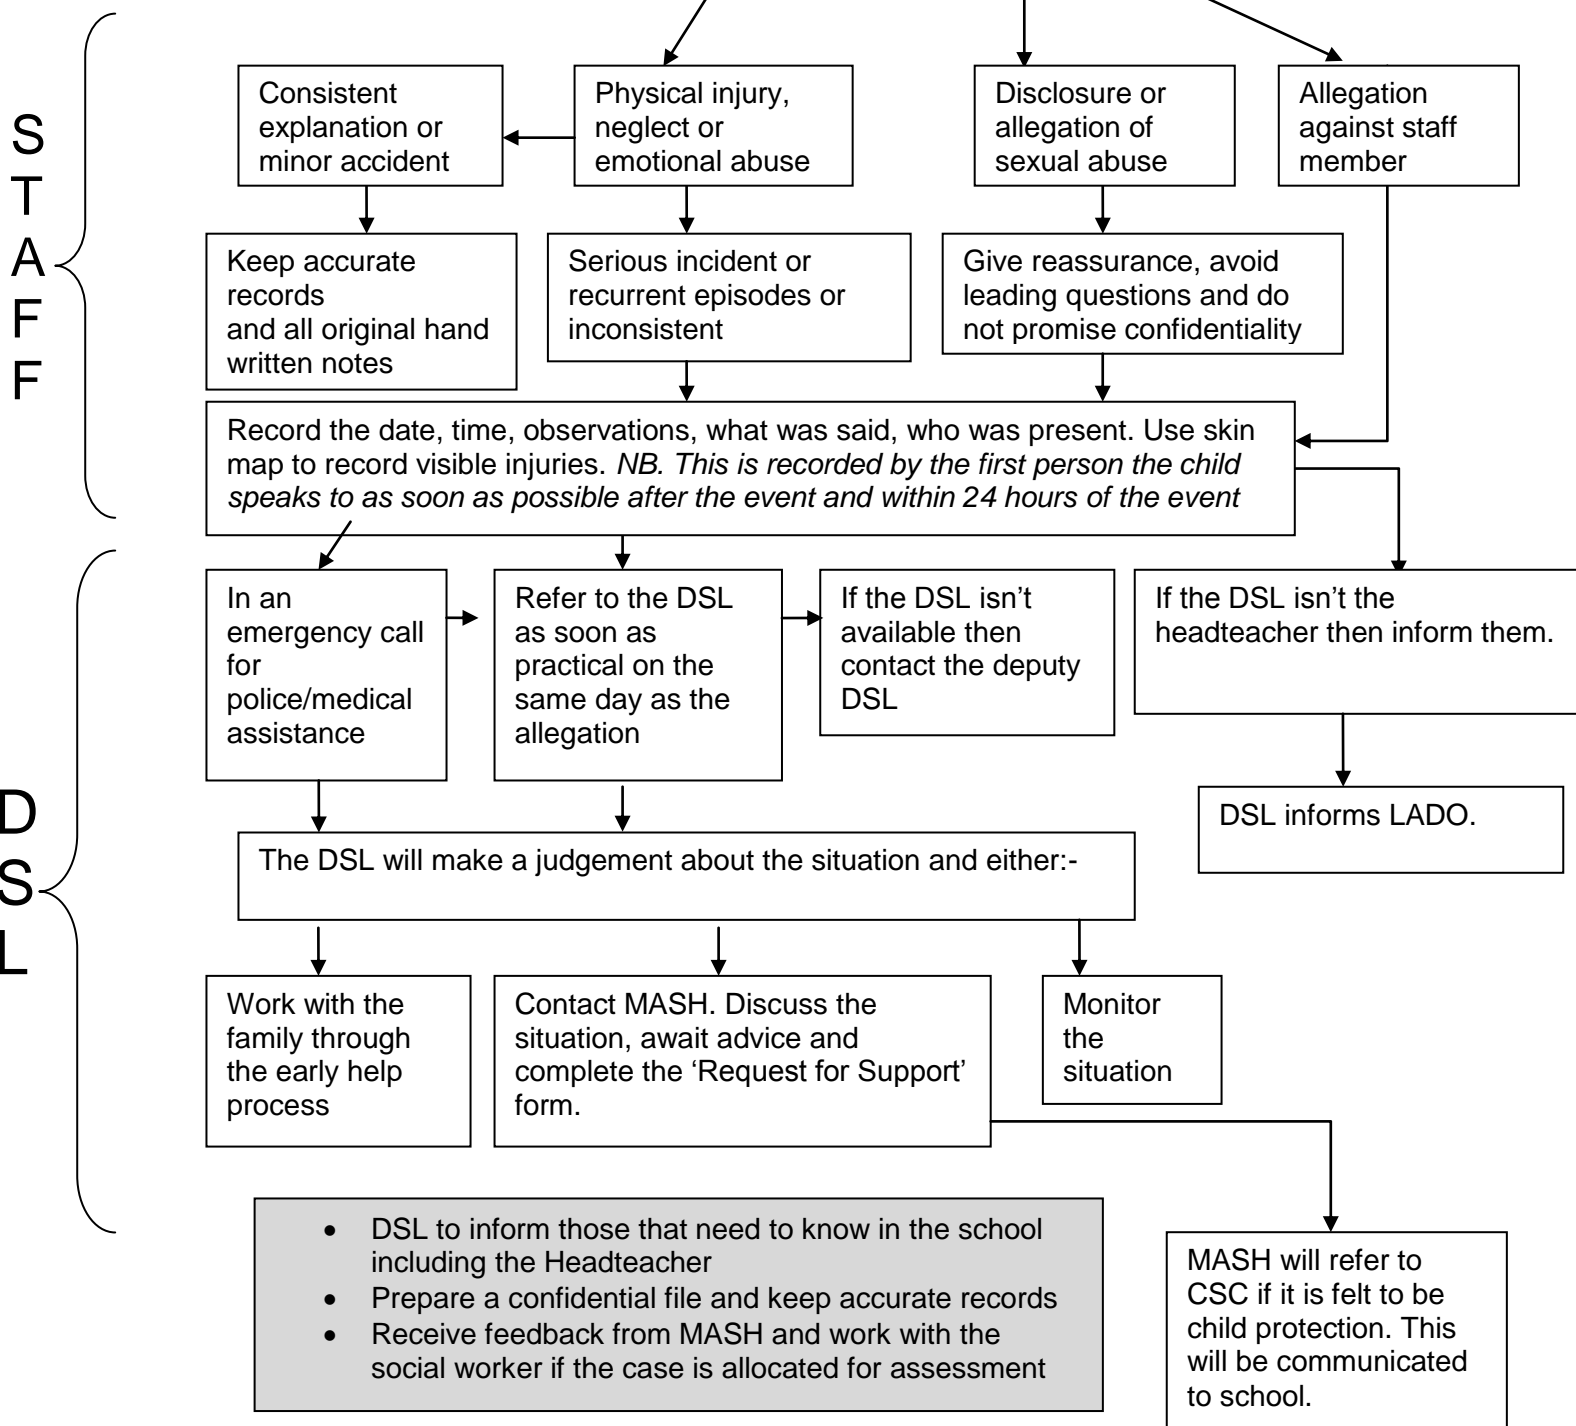 S
T
A
F
F
Consistent
explanation or
minor accident
Physical injury,
neglect or
emotional abuse
Disclosure or
allegation of
sexual abuse
Allegation
against staff
member
Keep accurate
records
and all original hand
written notes
Serious incident or
recurrent episodes or
inconsistent
Give reassurance, avoid
leading questions and do
not promise confidentiality
Record the date, time, observations, what was said, who was present. Use skin
map to record visible injuries. NB. This is recorded by the first person the child
speaks to as soon as possible after the event and within 24 hours of the event
D
S
L
In an
emergency call
for
police/medical
assistance
Refer to the DSL
as soon as
practical on the
same day as the
allegation
If the DSL isn't
available then
contact the deputy
DSL
If the DSL isn't the
headteacher then inform them.
DSL informs LADO.
The DSL will make a judgement about the situation and either:-
Work with the
family through
the early help
process
Contact MASH. Discuss the
situation, await advice and
complete the ‘Request for Support’
form.
Monitor
the
situation
• DSL to inform those that need to know in the school
including the Headteacher
• Prepare a confidential file and keep accurate records
• Receive feedback from MASH and work with the
social worker if the case is allocated for assessment
MASH will refer to
CSC if it is felt to be
child protection. This
will be communicated
to school.